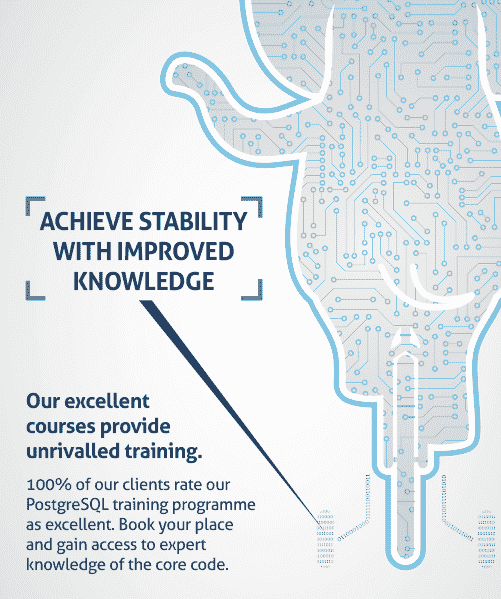 ACHIEVE STABILITY
WITH IMPROVED
KNOWLEDGE
Our excellent
courses provide
unrivalled training.
100% of our clients rate our
PostgreSQL training programme
as excellent. Book your place
and gain access to expert
knowledge of the core code.